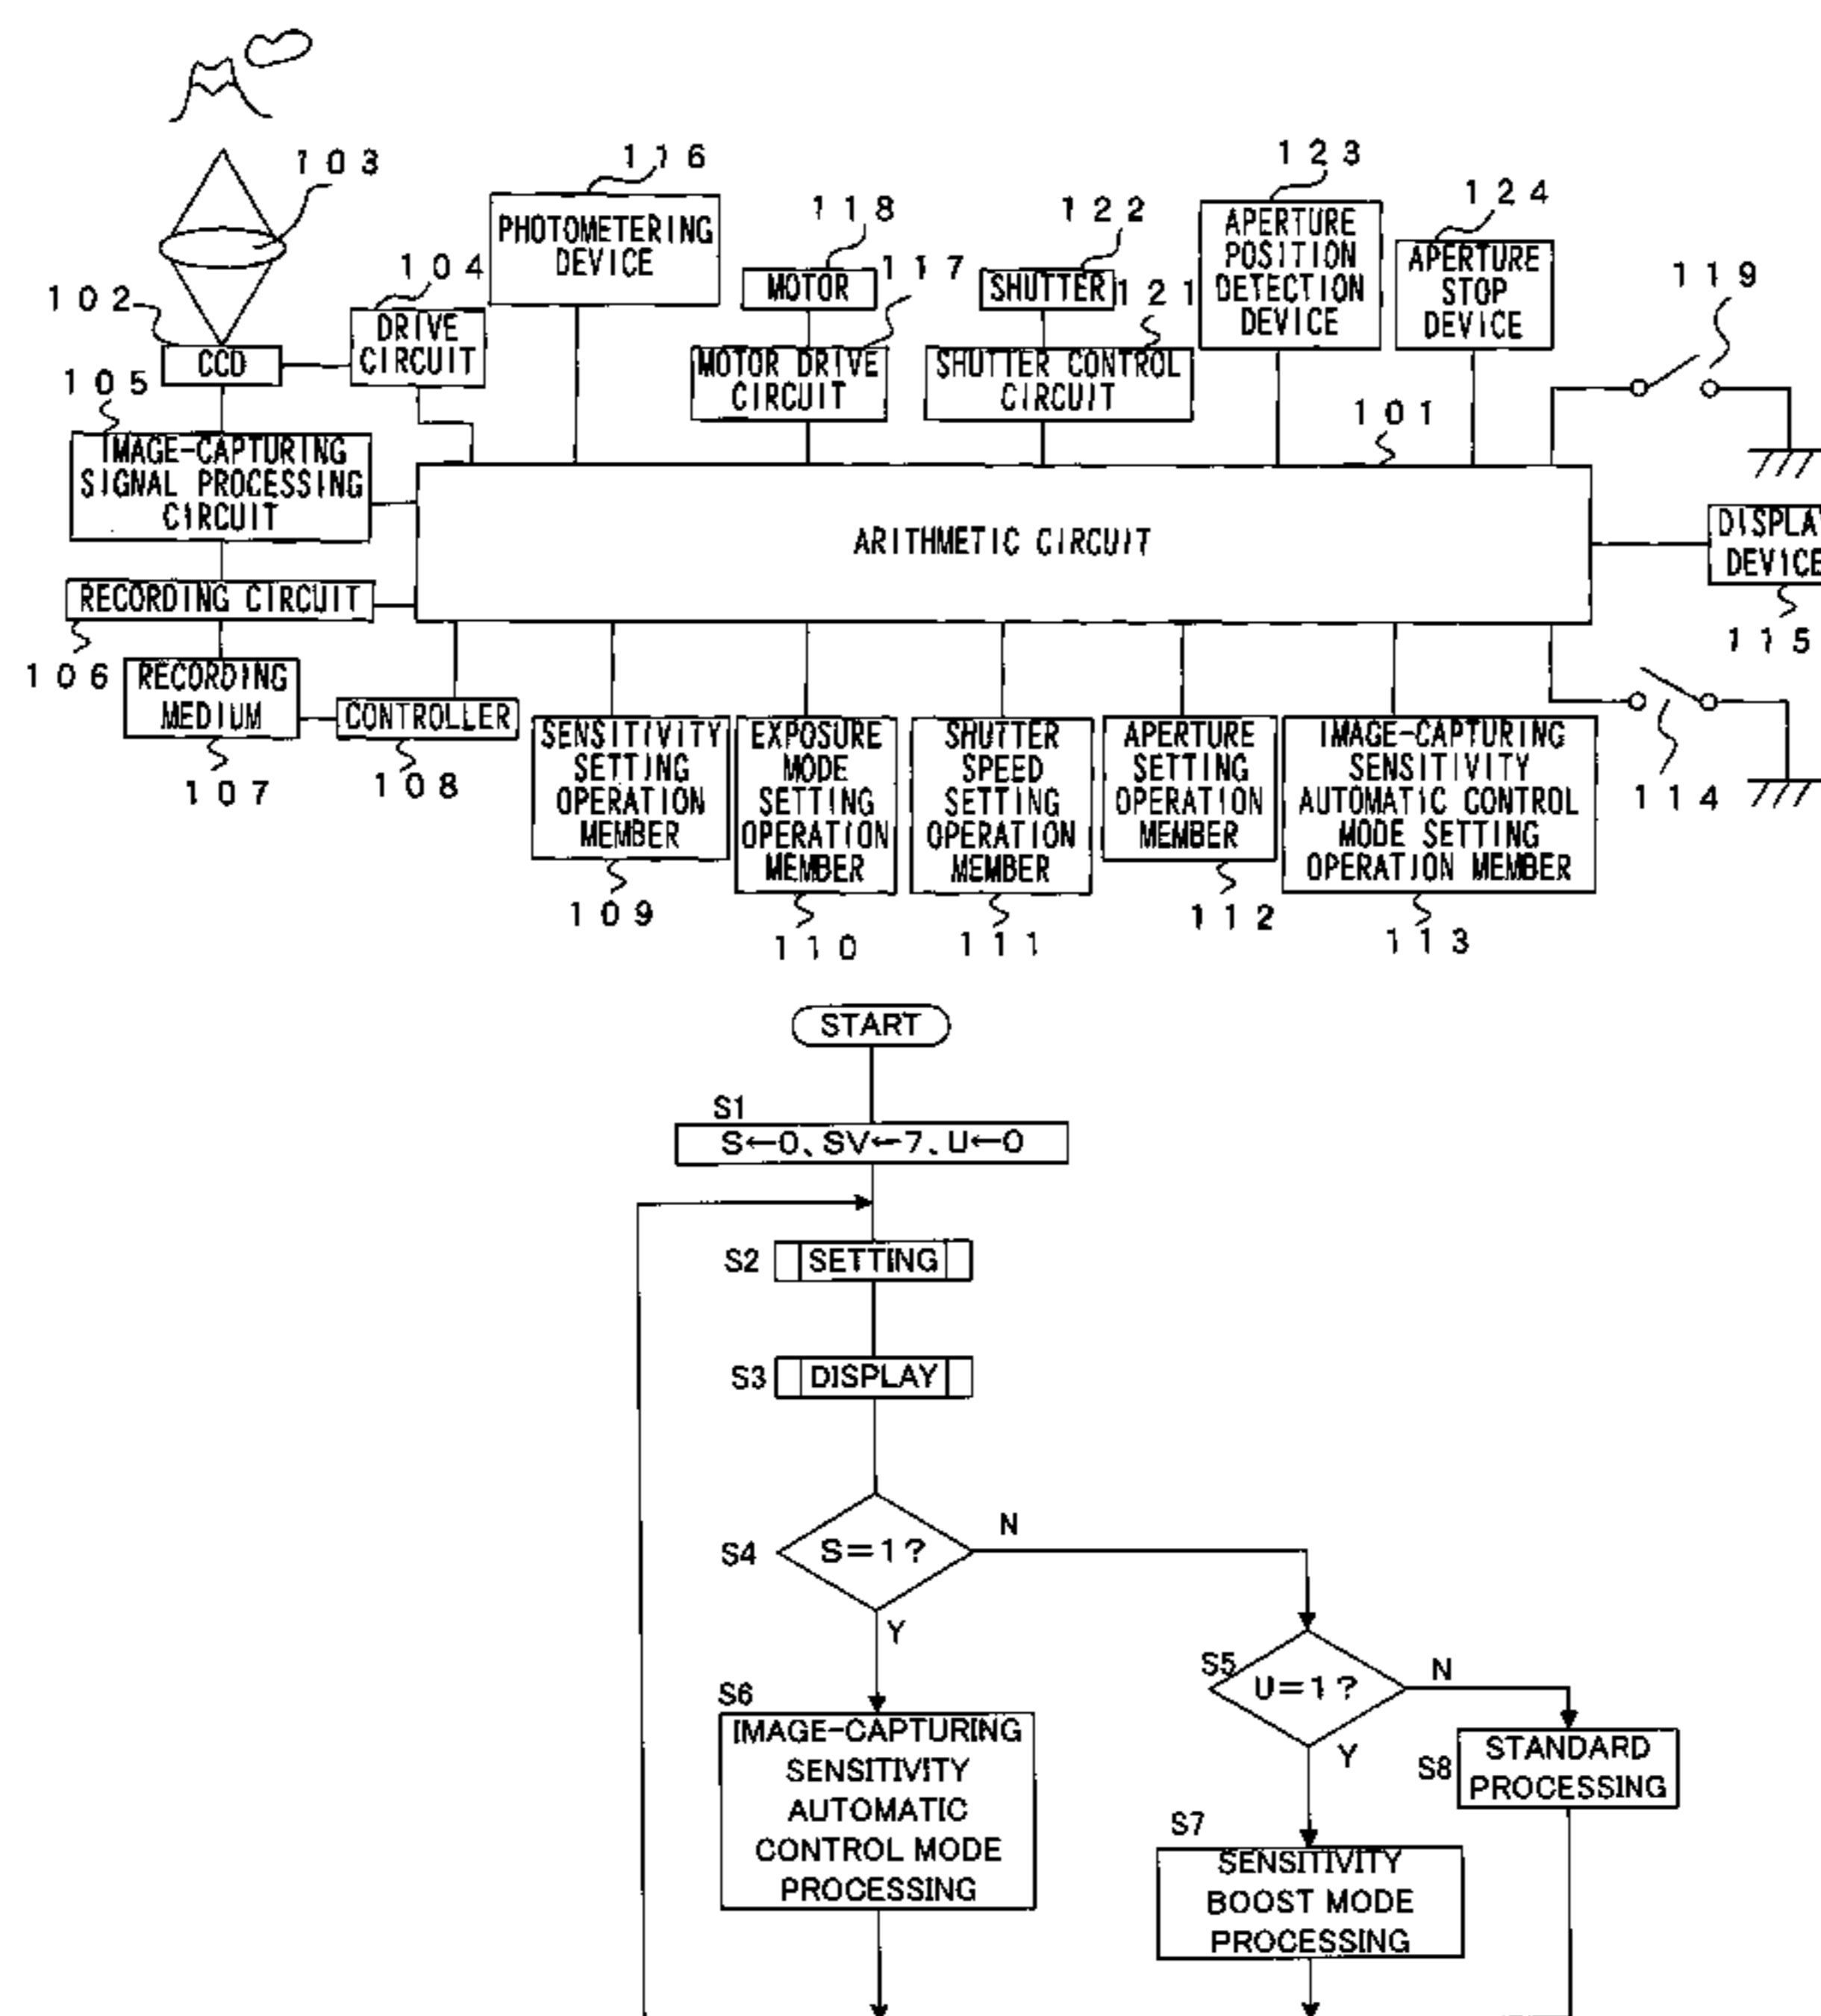 103
116
118
122
123
124
PHOTOMETERING
DEVICE
APERTURE
POSITION
DETECTION
DEVICE
APERTURE
STOP
DEVICE
104
102
MOTOR
117
SHUTTER
121
119
DRIVE
CIRCUIT
CCD
MOTOR DRIVE
CIRCUIT
SHUTTER CONTROL
CIRCUIT
105
101
IMAGE-CAPTURING
SIGNAL PROCESSING
CIRCUIT
ARITHMETIC CIRCUIT
DEVICE
115
RECORDING CIRCUIT
106
RECORDING
MEDIUM
107
CONTROLLER
108
SENSITIVITY
SETTING
OPERATION
MEMBER
109
EXPOSURE
MODE
SETTING
OPERATION
MEMBER
110
SHUTTER
SPEED
SETTING
OPERATION
MEMBER
111
APERTURE
SETTING
OPERATION
MEMBER
112
IMAGE-CAPTURING
SENSITIVITY
AUTOMATIC CONTROL
MODE SETTING
OPERATION MEMBER
113
114
START
S1
S←0、SV←7、U←0
S2
SETTING
S3
DISPLAY
S4
S=1?
N
Y
S5
U=1?
N
Y
S6
IMAGE-CAPTURING
SENSITIVITY
AUTOMATIC
CONTROL MODE
PROCESSING
S8
STANDARD
PROCESSING
S7
SENSITIVITY
BOOST MODE
PROCESSING